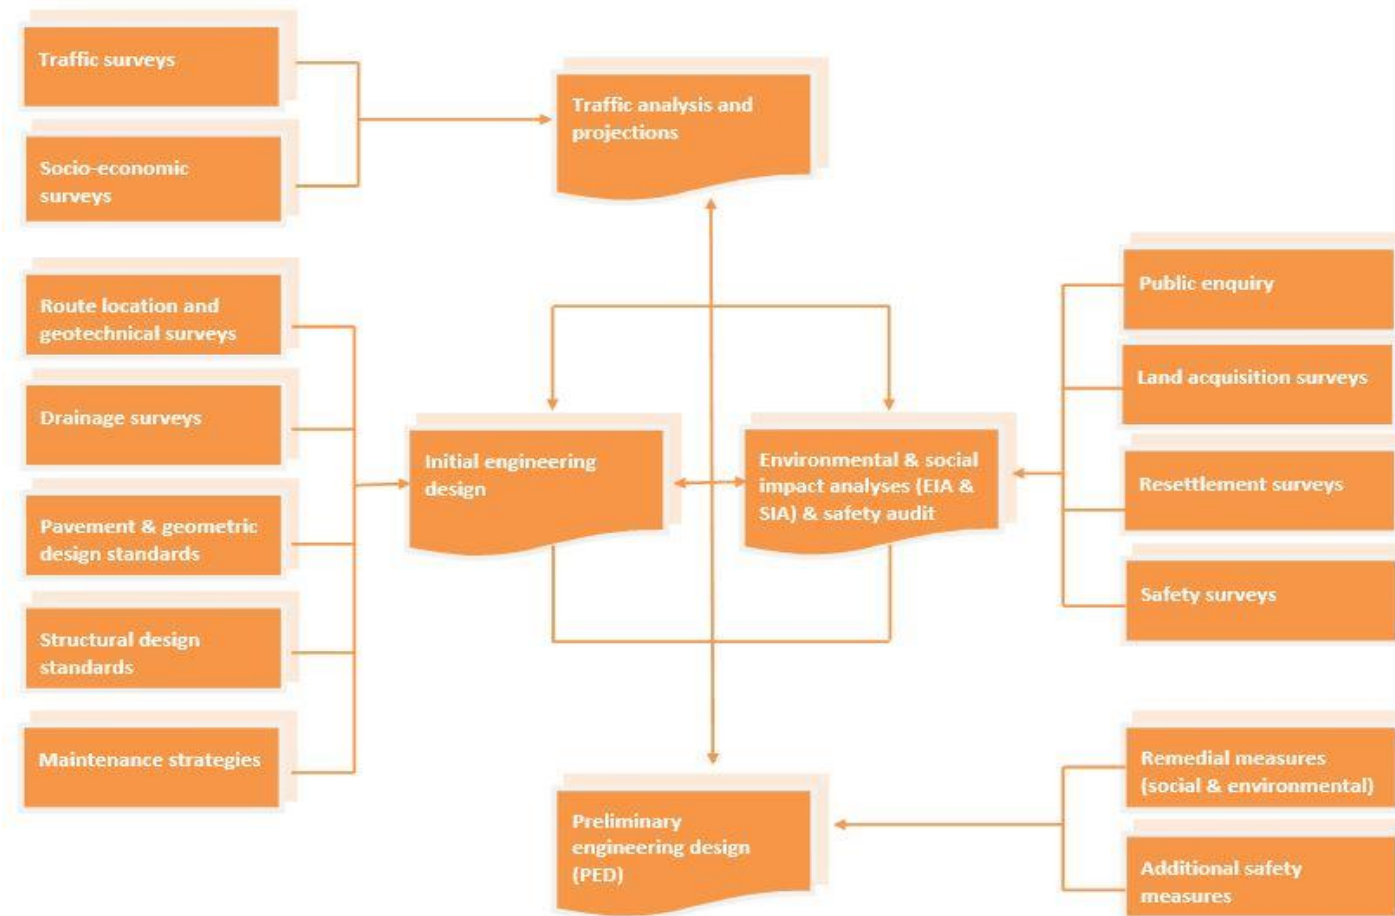 Traffic surveys
Socio-economic
surveys
Traffic analysis and
projections
Route location and
geotechnical surveys
Drainage surveys
Pavement & geometric
design standards
Structural design
standards
Maintenance strategies
Initial engineering
design
Environmental & social
impact analyses (EIA &
SIA) & safety audit
Public enquiry
Land acquisition surveys
Resettlement surveys
Safety surveys
Preliminary
engineering design
(PED)
Remedial measures
(social & environmental)
Additional safety
measures